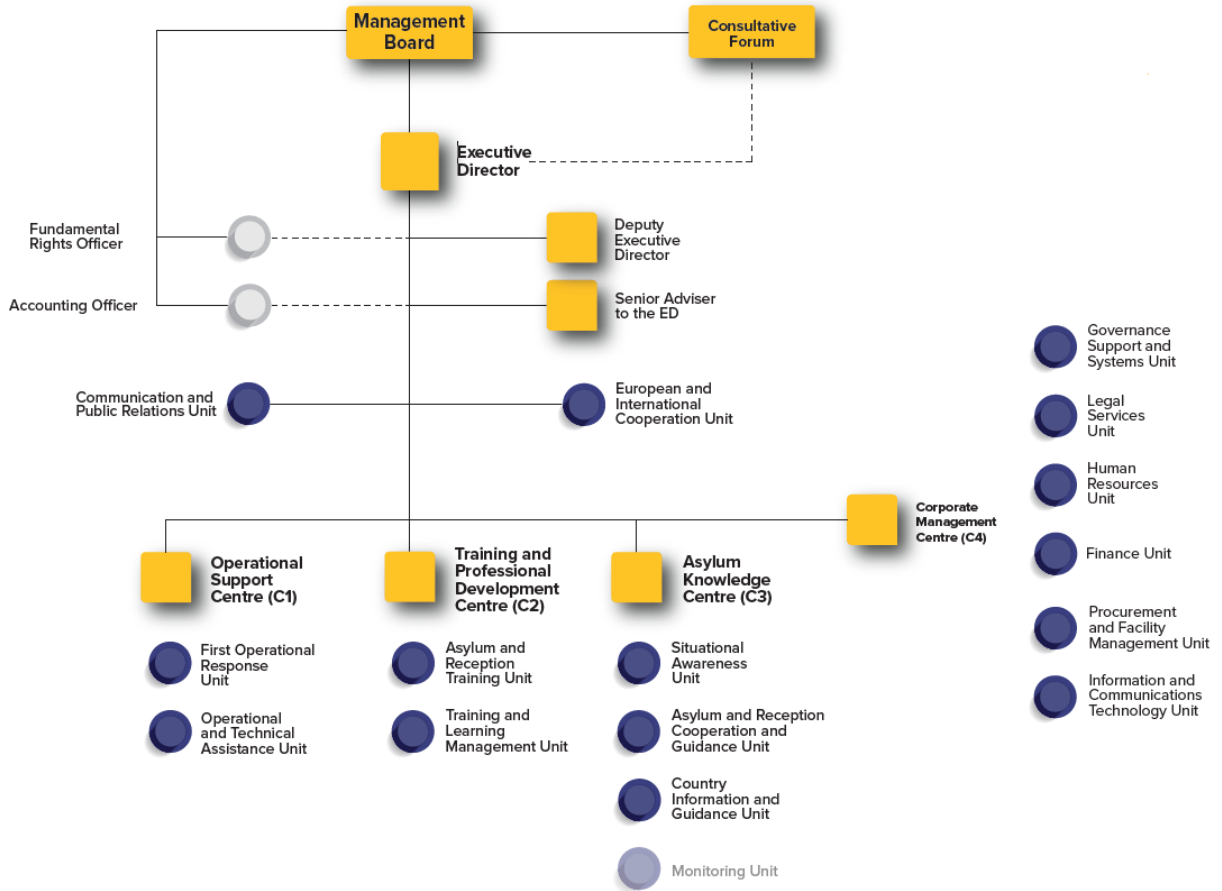 Management
Board
Consultative
Forum
Executive
Director
Fundamental
Rights Officer
Deputy
Executive
Director
Accounting Officer
Senior Adviser
to the ED
Communication and
Public Relations Unit
European and
International
Cooperation Unit
Governance
Support and
Systems Unit
Legal
Services
Unit
Human
Resources
Unit
Finance Unit
Procurement
and Facility
Management Unit
Information and
Communications
Technology Unit
Corporate
Management
Centre (C4)
Operational
Support
Centre (C1)
First Operational
Response
Unit
Operational
and Technical
Assistance Unit
Training and
Professional
Development
Centre (C2)
Asylum and
Reception
Training Unit
Training and
Learning
Management Unit
Asylum
Knowledge
Centre (C3)
Situational
Awareness
Unit
Asylum and Reception
Cooperation and
Guidance Unit
Country
Information and
Guidance Unit
Monitoring Unit